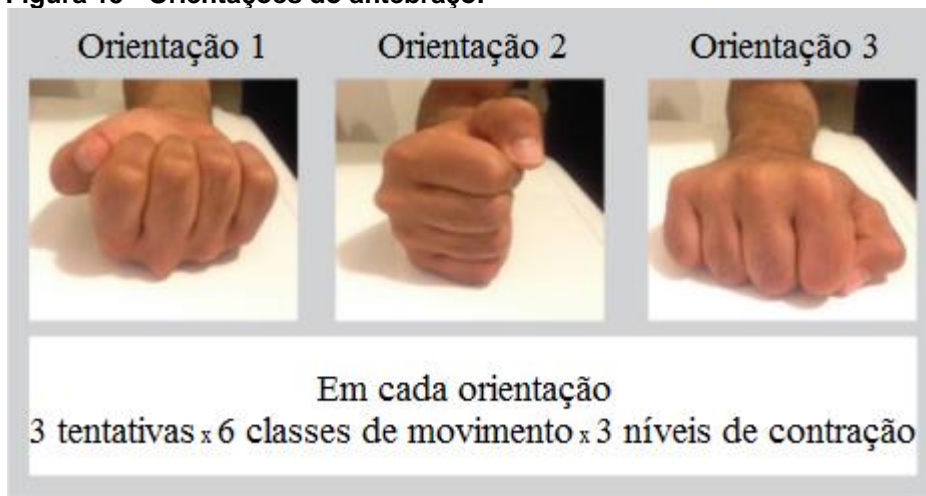 Orientação 1 Orientação 2 Orientação 3
Em cada orientação
3 tentativas x 6 classes de movimento x 3 níveis de contração